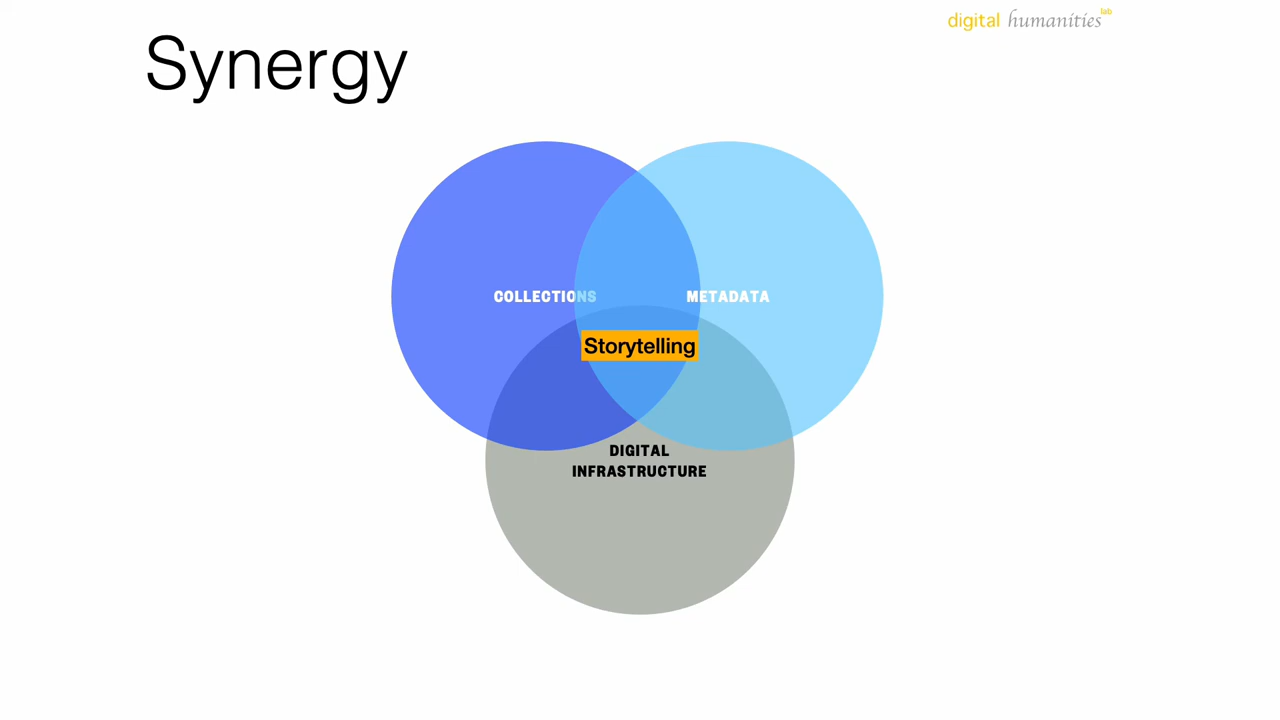 digital humanities lab
Synergy
COLLECTIONS
METADATA
Storytelling
DIGITAL
INFRASTRUCTURE